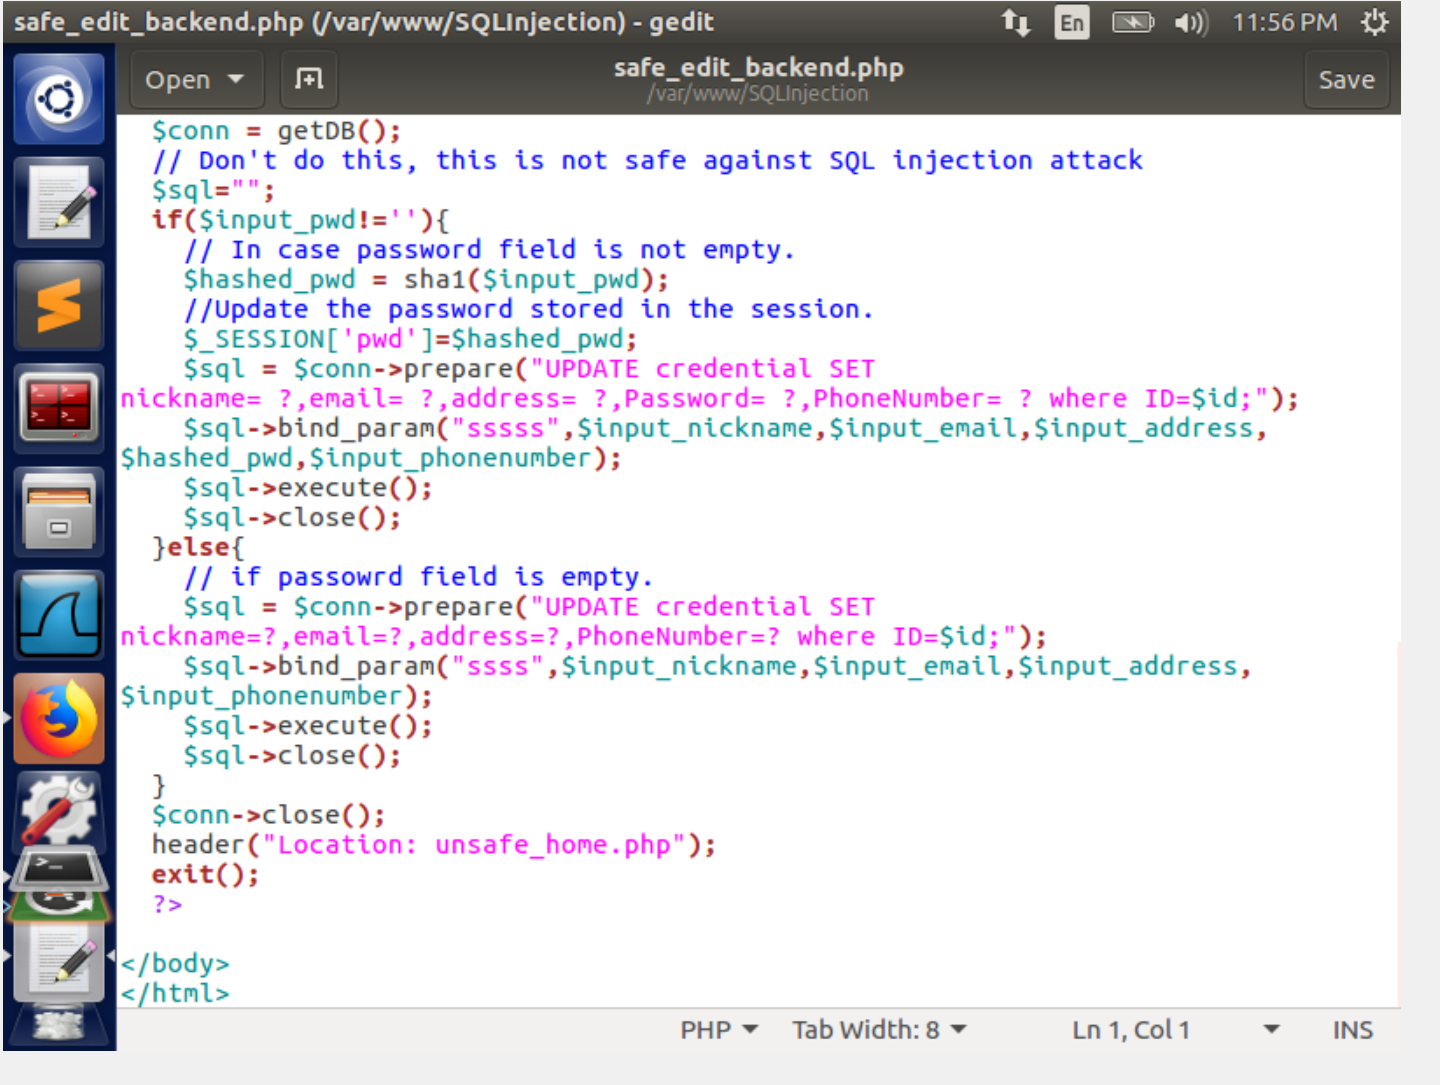 safe_edit_backend.php (/var/www/SQLInjection) - gedit En 11:56 PM
Open safe_edit_backend.php Save
/var/www/SQLInjection
$conn = getDB();
// Don't do this, this is not safe against SQL injection attack
$sql="";
if($input_pwd!=''){
// In case password field is not empty.
$hashed_pwd = sha1($input_pwd);
//Update the password stored in the session.
$_SESSION['pwd']=$hashed_pwd;
$sql = $conn->prepare("UPDATE credential SET
nickname= ?,email= ?,address= ?,Password= ?,PhoneNumber= ? where ID=$id;");
$sql->bind_param("sssss",$input_nickname,$input_email,$input_address,
$hashed_pwd,$input_phonenumber);
$sql->execute();
$sql->close();
}else{
// if passowrd field is empty.
$sql = $conn->prepare("UPDATE credential SET
nickname=?,email=?,address=?,PhoneNumber=? where ID=$id;");
$sql->bind_param("ssss",$input_nickname,$input_email,$input_address,
$input_phonenumber);
$sql->execute();
$sql->close();
}
$conn->close();
header("Location: unsafe_home.php");
exit();
?>
</body>
</html>
PHP Tab Width: 8 Ln 1, Col 1 INS